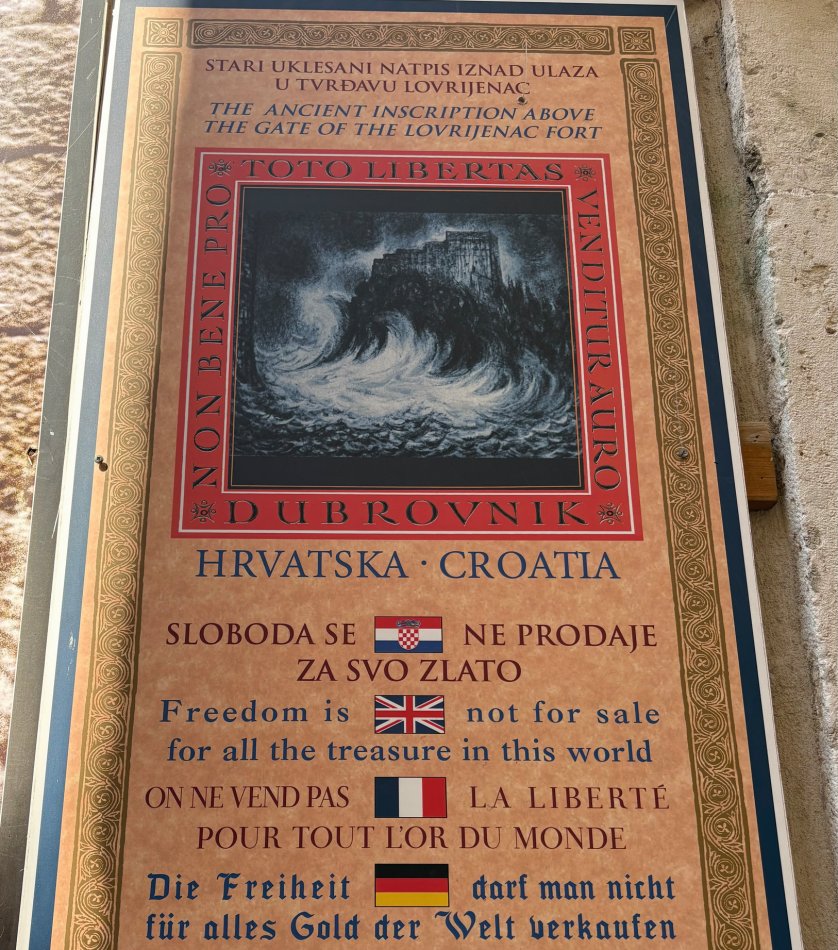 STARI UKLESANI NATPIS IZNAD ULAZA
U TVRĐAVU LOVRIJENAC
THE ANCIENT INSCRIPTION ABOVE
THE GATE OF THE LOVRIJENAC FORT
NON BENE PRO
TOTO LIBERTAS
VENDITUR AURO
DUBROVNIK
HRVATSKA · CROATIA
SLOBODA SE NE PRODAJE
ZA SVO ZLATO
Freedom is not for sale
for all the treasure in this world
ON NE VEND PAS LA LIBERTÉ
POUR TOUT L'OR DU MONDE
Die Freiheit darf man nicht
für alles Gold der Welt verkaufen